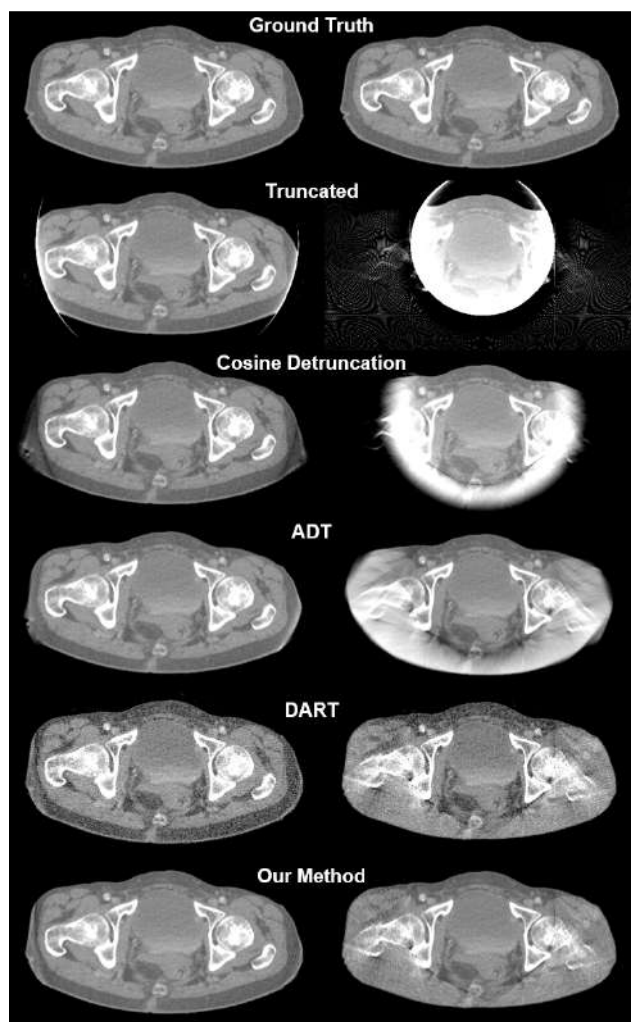 Ground Truth
Truncated
Cosine Detruncation
ADT
DART
Our Method